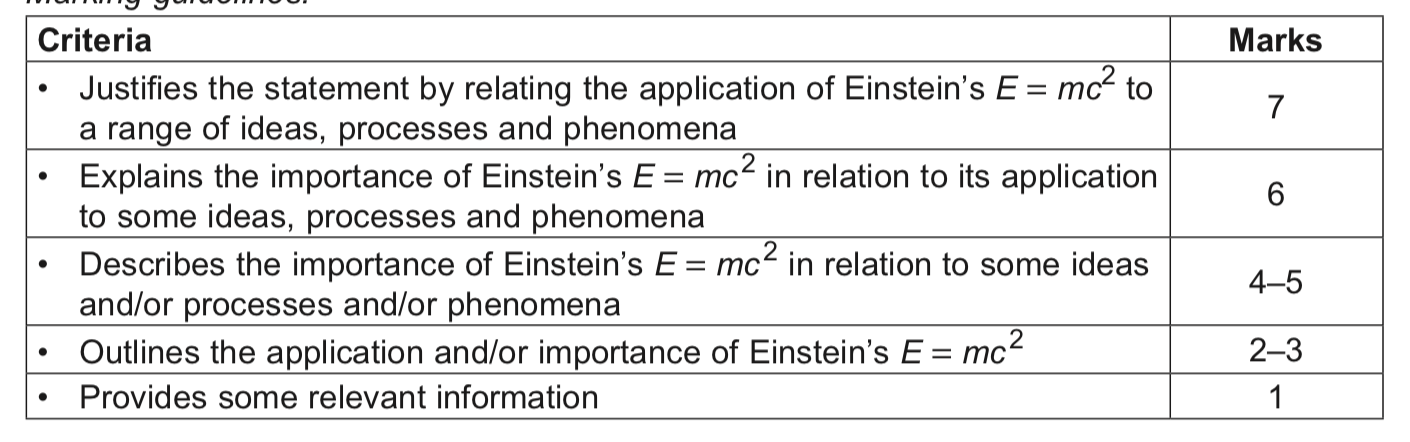 Marking guidelines:
Criteria Marks
• Justifies the statement by relating the application of Einstein’s E = mc² to
a range of ideas, processes and phenomena
7
• Explains the importance of Einstein’s E = mc² in relation to its application
to some ideas, processes and phenomena
6
• Describes the importance of Einstein’s E = mc² in relation to some ideas
and/or processes and/or phenomena
4–5
• Outlines the application and/or importance of Einstein’s E = mc² 2–3
• Provides some relevant information 1